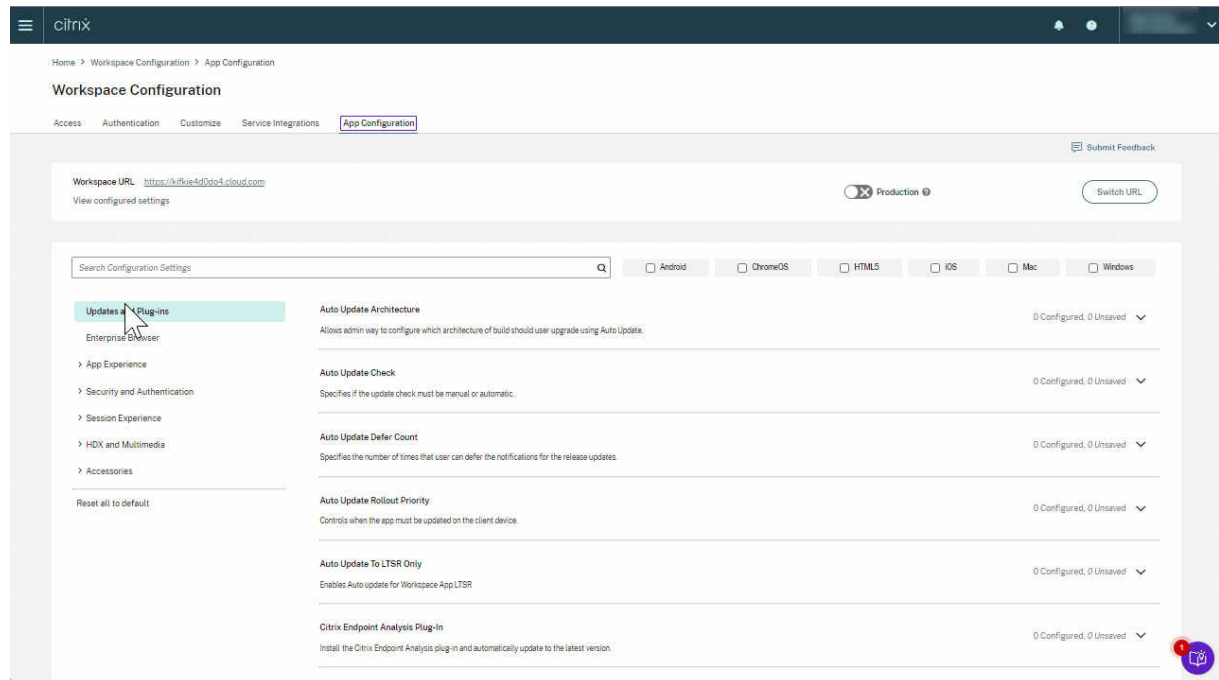 citrix
Home > Workspace Configuration > App Configuration
Workspace Configuration
Access Authentication Customize Service Integrations App Configuration
Submit Feedback
Workspace URL https://kifkie4d0do4.cloud.com
View configured settings
Production
Switch URL
Search Configuration Settings
Android ChromeOS HTML5 iOS Mac Windows
Updates and Plug-ins
Enterprise Browser
App Experience
Security and Authentication
Session Experience
HDX and Multimedia
Accessories
Reset all to default
Auto Update Architecture
Allows admin way to configure which architecture of build should user upgrade using Auto Update.
0 Configured, 0 Unsaved
Auto Update Check
Specifies if the update check must be manual or automatic.
0 Configured, 0 Unsaved
Auto Update Defer Count
Specifies the number of times that user can defer the notifications for the release updates.
0 Configured, 0 Unsaved
Auto Update Rollout Priority
Controls when the app must be updated on the client device.
0 Configured, 0 Unsaved
Auto Update To LTSR Only
Enables Auto update for Workspace App LTSR
0 Configured, 0 Unsaved
Citrix Endpoint Analysis Plug-In
Install the Citrix Endpoint Analysis plug-in and automatically update to the latest version.
0 Configured, 0 Unsaved
1